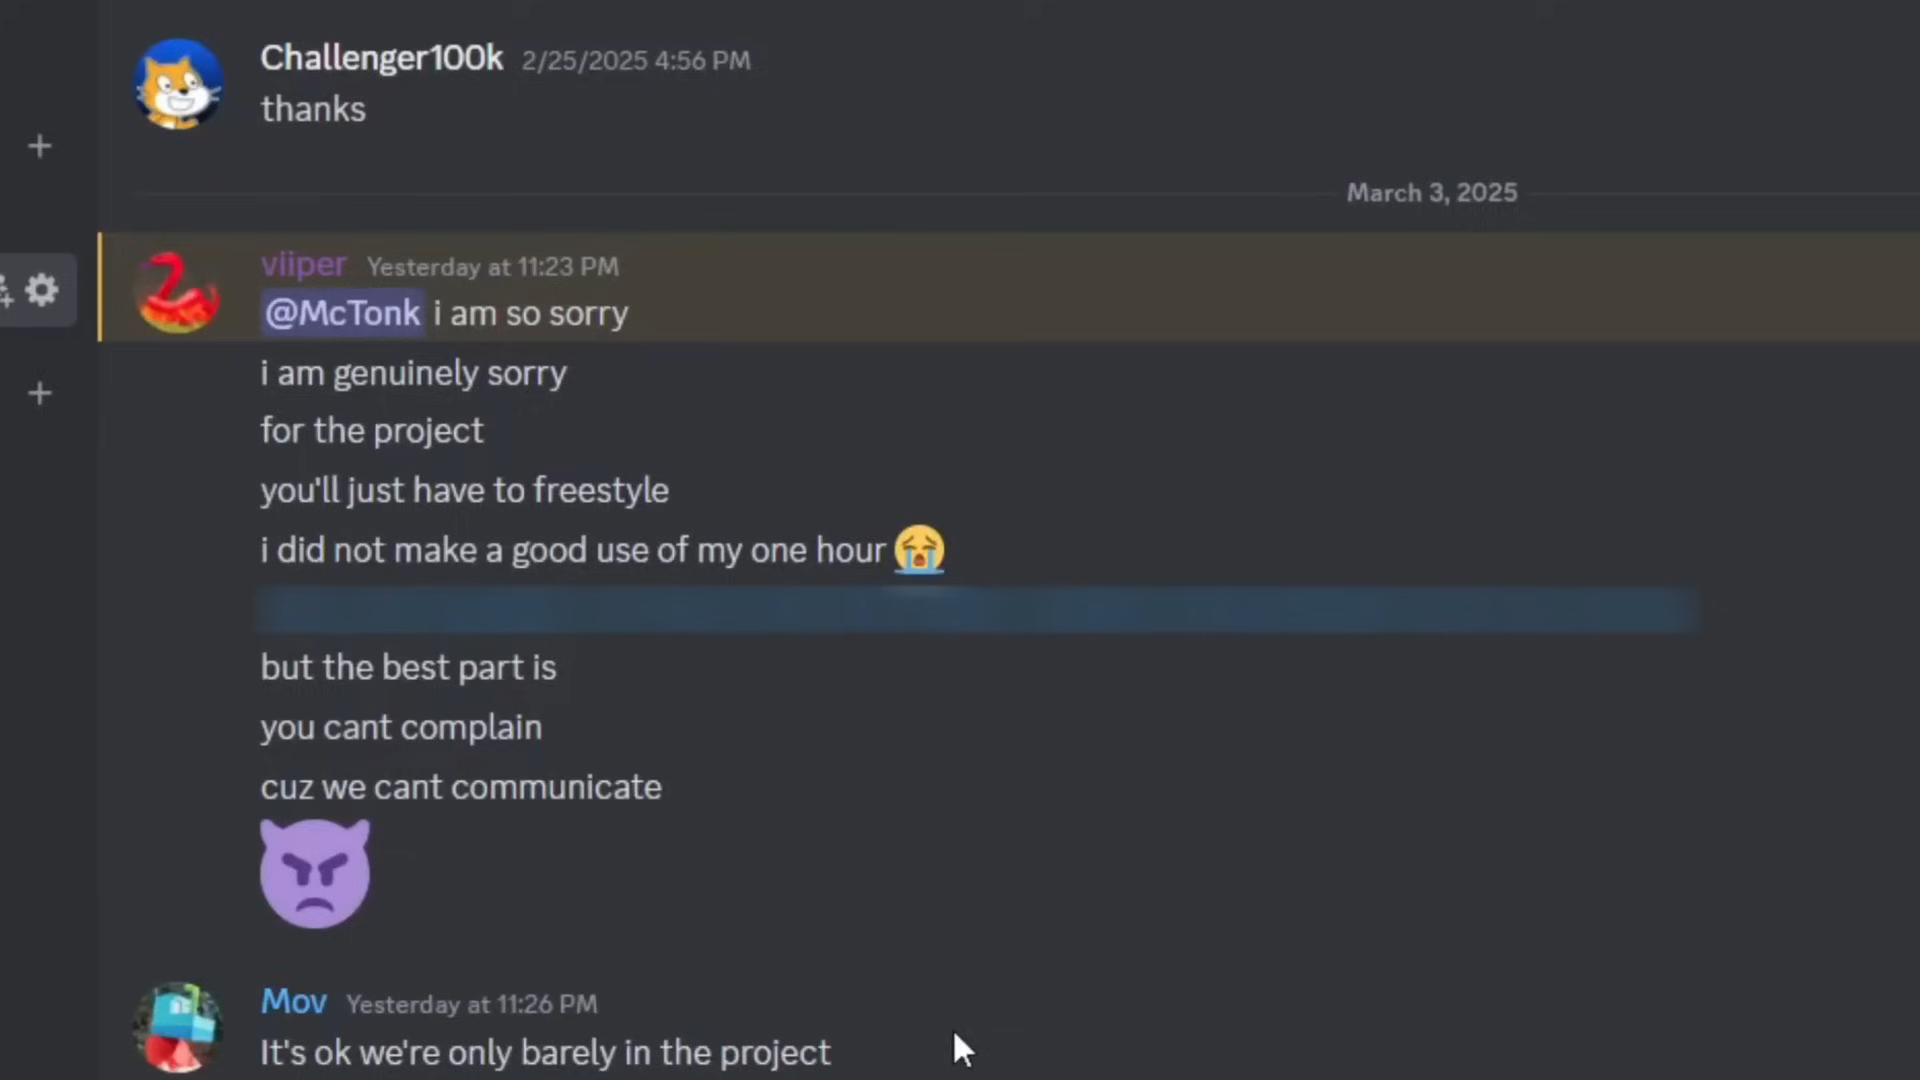 Challenger100k 2/25/2025 4:56 PM
thanks
March 3, 2025
viiper Yesterday at 11:23 PM
@McTonk i am so sorry
i am genuinely sorry
for the project
you'll just have to freestyle
i did not make a good use of my one hour 😭
but the best part is
you cant complain
cuz we cant communicate
Mov Yesterday at 11:26 PM
It's ok we're only barely in the project